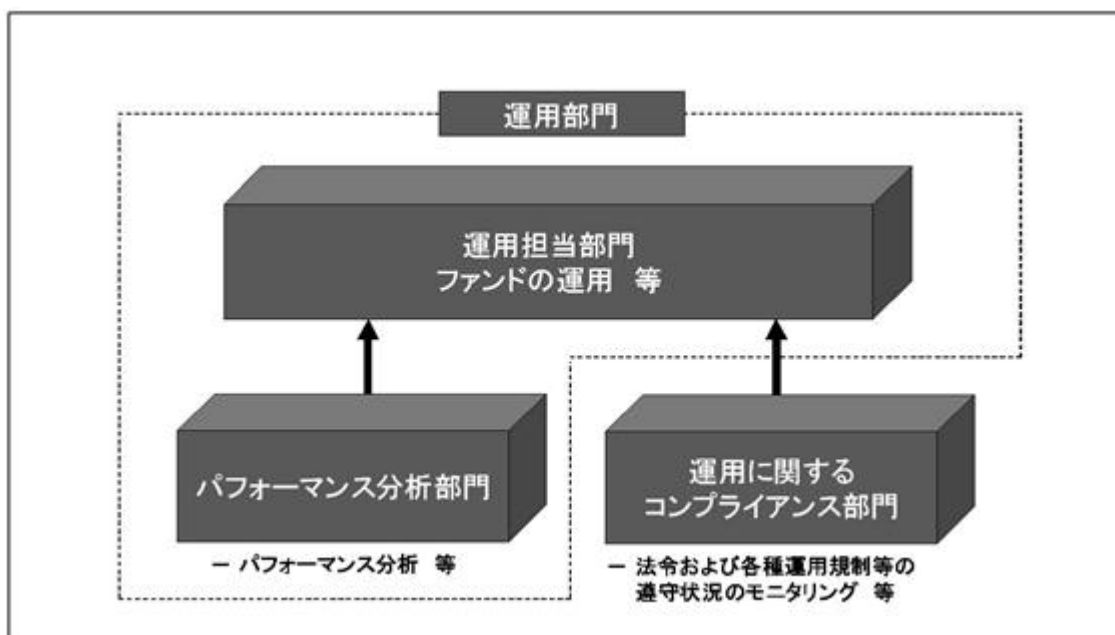 運用部門
運用担当部門
ファンドの運用　等
パフォーマンス分析部門
－ パフォーマンス分析　等
運用に関する
コンプライアンス部門
－ 法令および各種運用規制等の
遵守状況のモニタリング　等